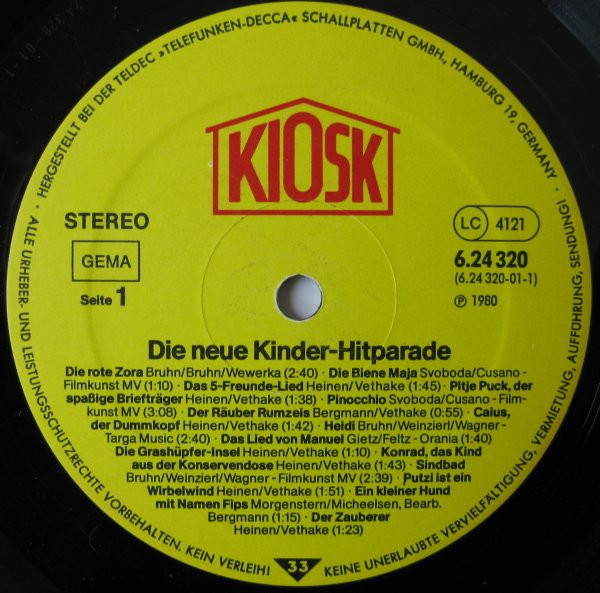 HERGESTELLT BEI DER TELDEC »TELEFUNKEN-DECCA« SCHALLPLATTEN GMBH., HAMBURG 19, GERMANY
KIOSK
STEREO
LC 4121
GEMA
6.24 320
(6.24 320-01-1)
Seite 1
Ⓟ 1980
Die neue Kinder-Hitparade
Die rote Zora Bruhn/Bruhn/Wewerka (2:40) · Die Biene Maja Svoboda/Cusano -
Filmkunst MV (1:10) · Das 5-Freunde-Lied Heinen/Vethake (1:45) · Pitje Puck, der
spaßige Briefträger Heinen/Vethake (1:38) · Pinocchio Svoboda/Cusano - Film-
kunst MV (3:08) · Der Räuber Rumzeis Bergmann/Vethake (0:55) · Caius,
der Dummkopf Heinen/Vethake (1:42) · Heidi Bruhn/Weinzierl/Wagner -
Targa Music (2:40) · Das Lied von Manuel Gietz/Feltz - Orania (1:40)
Die Grashüpfer-Insel Heinen/Vethake (1:10) · Konrad, das Kind
aus der Konservendose Heinen/Vethake (1:43) · Sindbad
Bruhn/Weinzierl/Wagner - Filmkunst MV (2:39) · Putzi ist ein
Wirbelwind Heinen/Vethake (1:51) · Ein kleiner Hund
mit Namen Fips Morgenstern/Micheelsen, Bearb.
Bergmann (1:15) · Der Zauberer
Heinen/Vethake (1:23)
33
· ALLE URHEBER- UND LEISTUNGSSCHUTZRECHTE VORBEHALTEN. KEIN VERLEIH! KEINE UNERLAUBTE VERVIELFÄLTIGUNG, VERMIETUNG, AUFFÜHRUNG, SENDUNG! ·